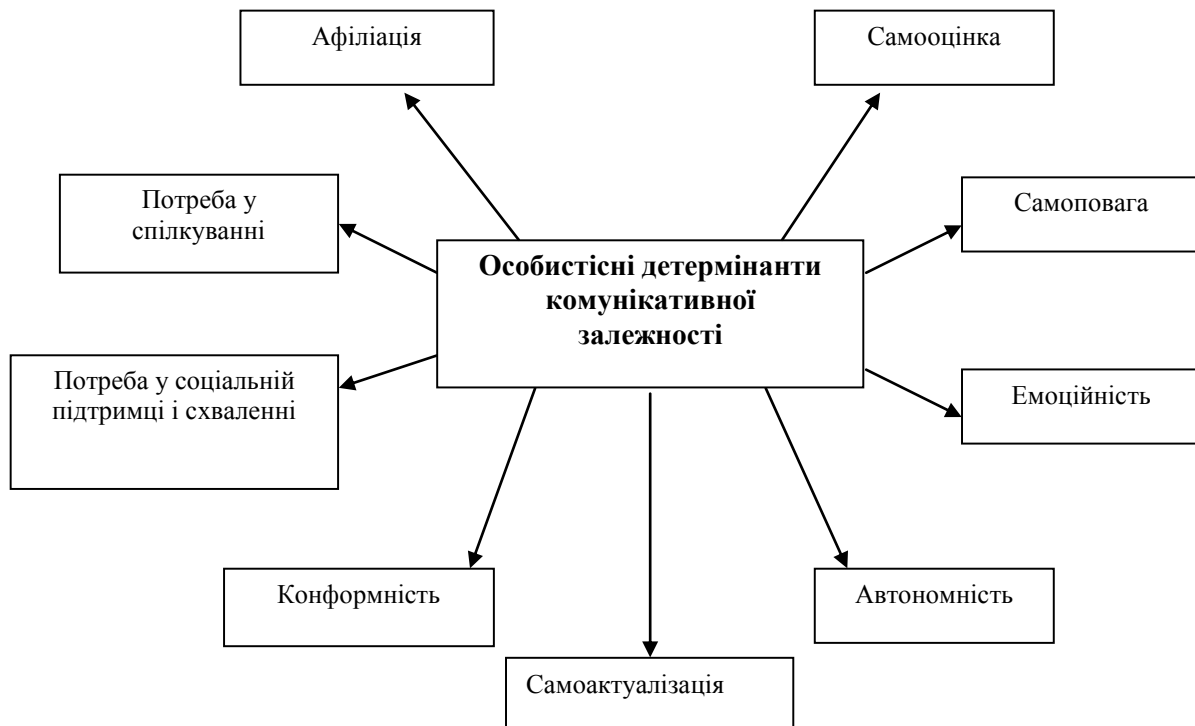 Афіліація
Самооцінка
Потреба у
спілкуванні
Самоповага
Особистісні детермінанти
комунікативної
залежності
Потреба у соціальній
підтримці і схваленні
Емоційність
Конформність
Автономність
Самоактуалізація